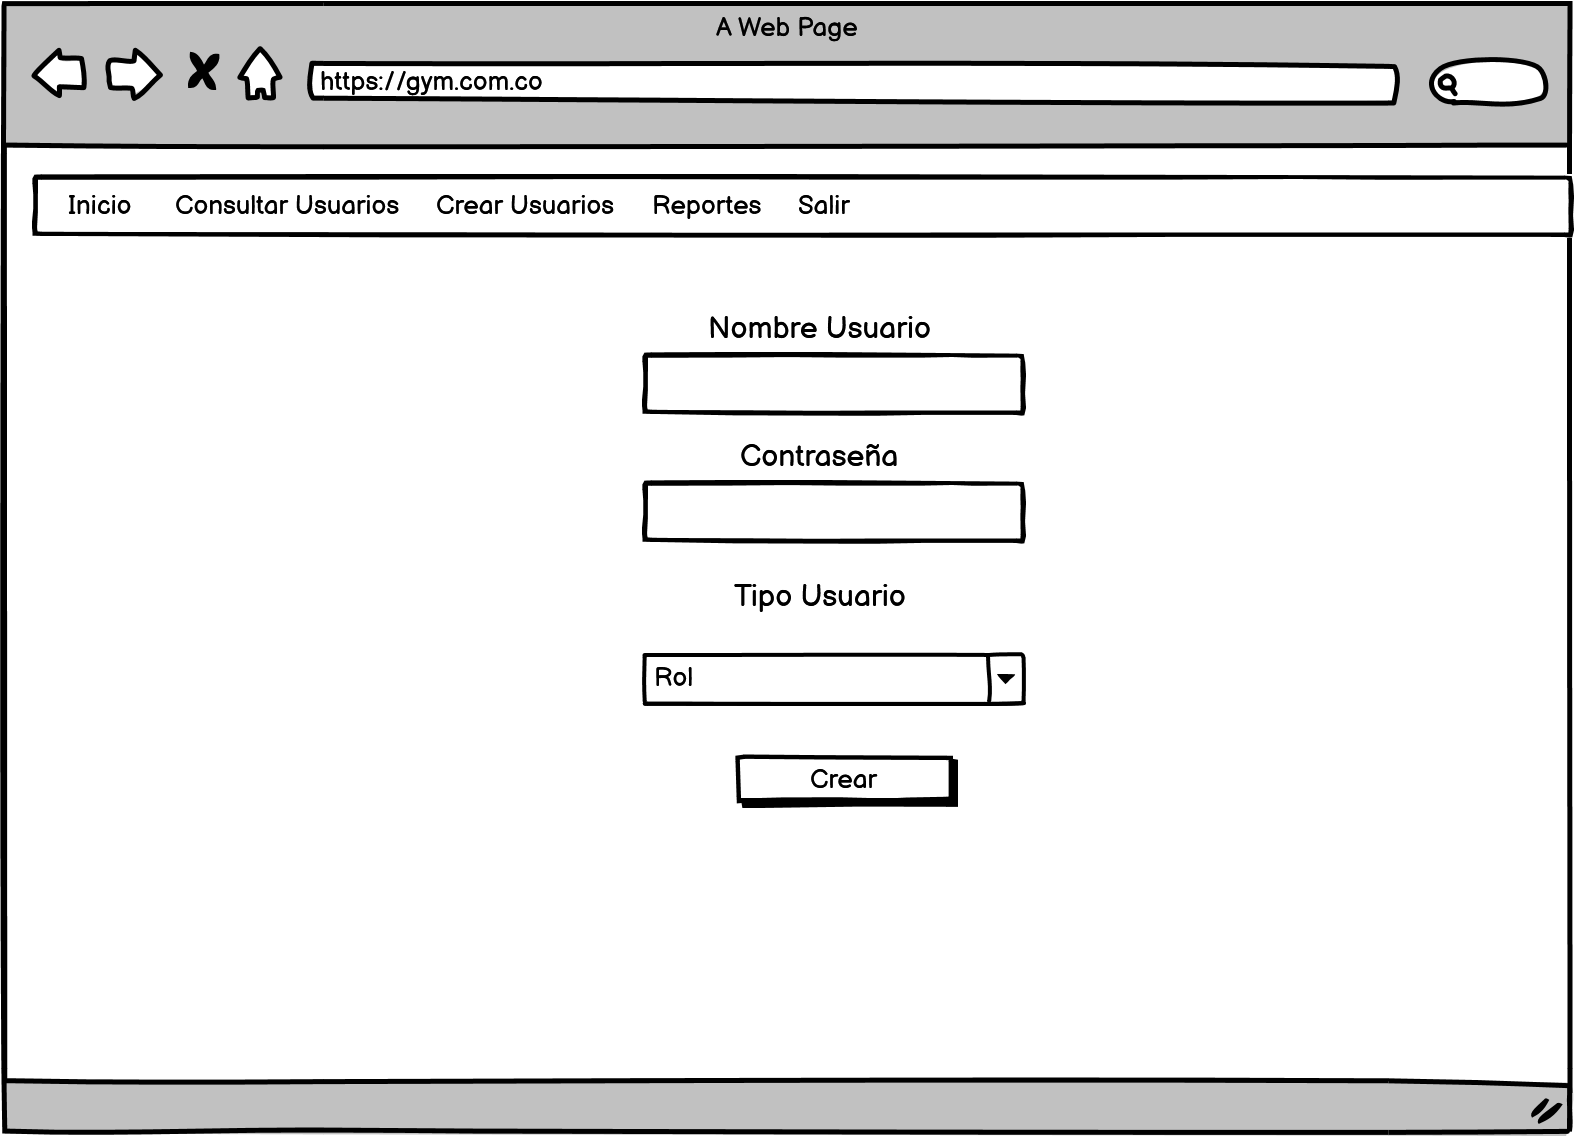 A Web Page
https://gym.com.co
Inicio Consultar Usuarios Crear Usuarios Reportes Salir
Nombre Usuario
Contraseña
Tipo Usuario
Rol
Crear